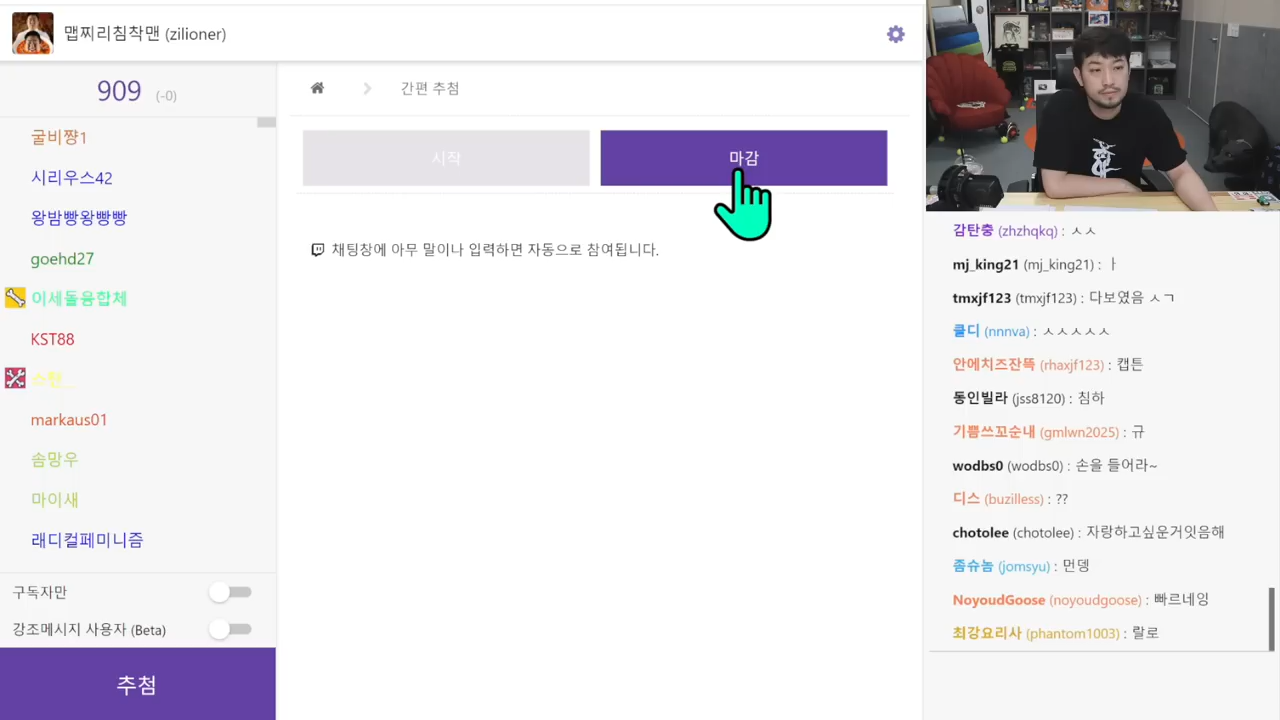 맵찌리침착맨 (zilioner)
909 (-0)
굴비쨩1
시리우스42
왕밤빵왕빵빵
goehd27
이세돌융합체
KST88
스텐__
markaus01
솜망우
마이새
래디컬페미니즘
구독자만
강조메시지 사용자 (Beta)
추첨
간편 추첨
시작
마감
채팅창에 아무 말이나 입력하면 자동으로 참여됩니다.
감탄충 (zhzhqkq) : ㅅㅅ
mj_king21 (mj_king21) : ㅏ
tmxjf123 (tmxjf123) : 다보였음 ㅅㄱ
쿨디 (nnnva) : ㅅㅅㅅㅅㅅ
안에치즈잔뜩 (rhaxjf123) : 캡틴
동인빌라 (jss8120) : 침하
기쁨쓰꼬순내 (gmlwn2025) : 규
wodbs0 (wodbs0) : 손을 들어라~
디스 (buzilless) : ??
chotolee (chotolee) : 자랑하고싶운거잇음해
좀슈놈 (jomsyu) : 먼뎅
NoyoudGoose (noyoudgoose) : 빠르네잉
최강요리사 (phantom1003) : 랄로